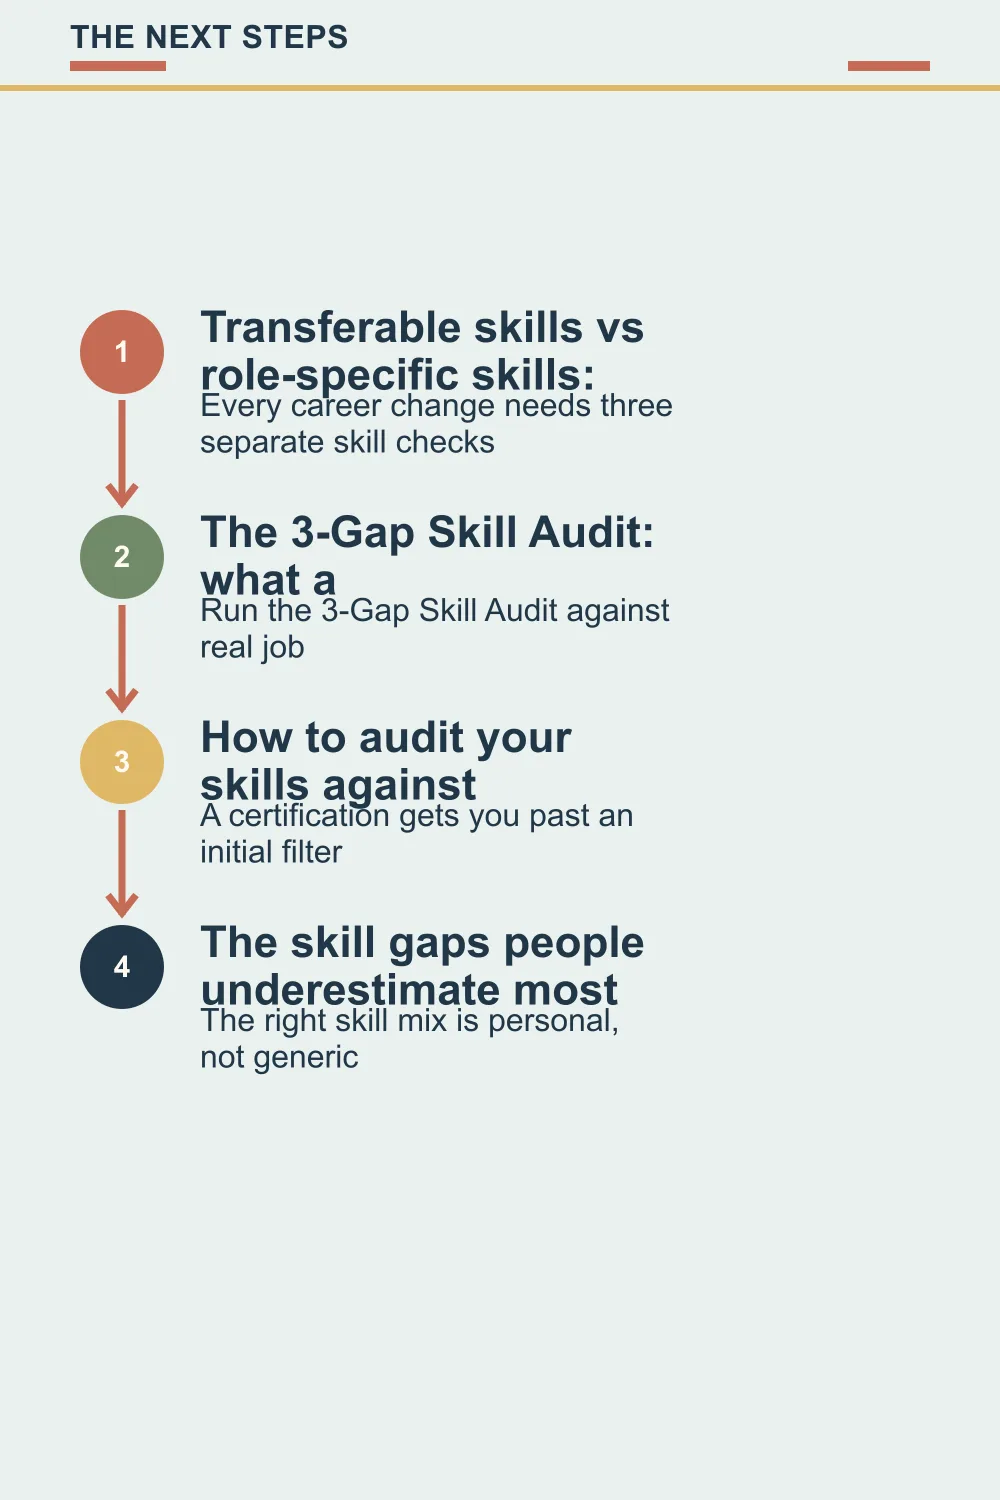 THE NEXT STEPS
1
Transferable skills vs
role-specific skills:
Every career change needs three
separate skill checks
2
The 3-Gap Skill Audit:
what a
Run the 3-Gap Skill Audit against
real job
3
How to audit your
skills against
A certification gets you past an
initial filter
4
The skill gaps people
underestimate most
The right skill mix is personal,
not generic